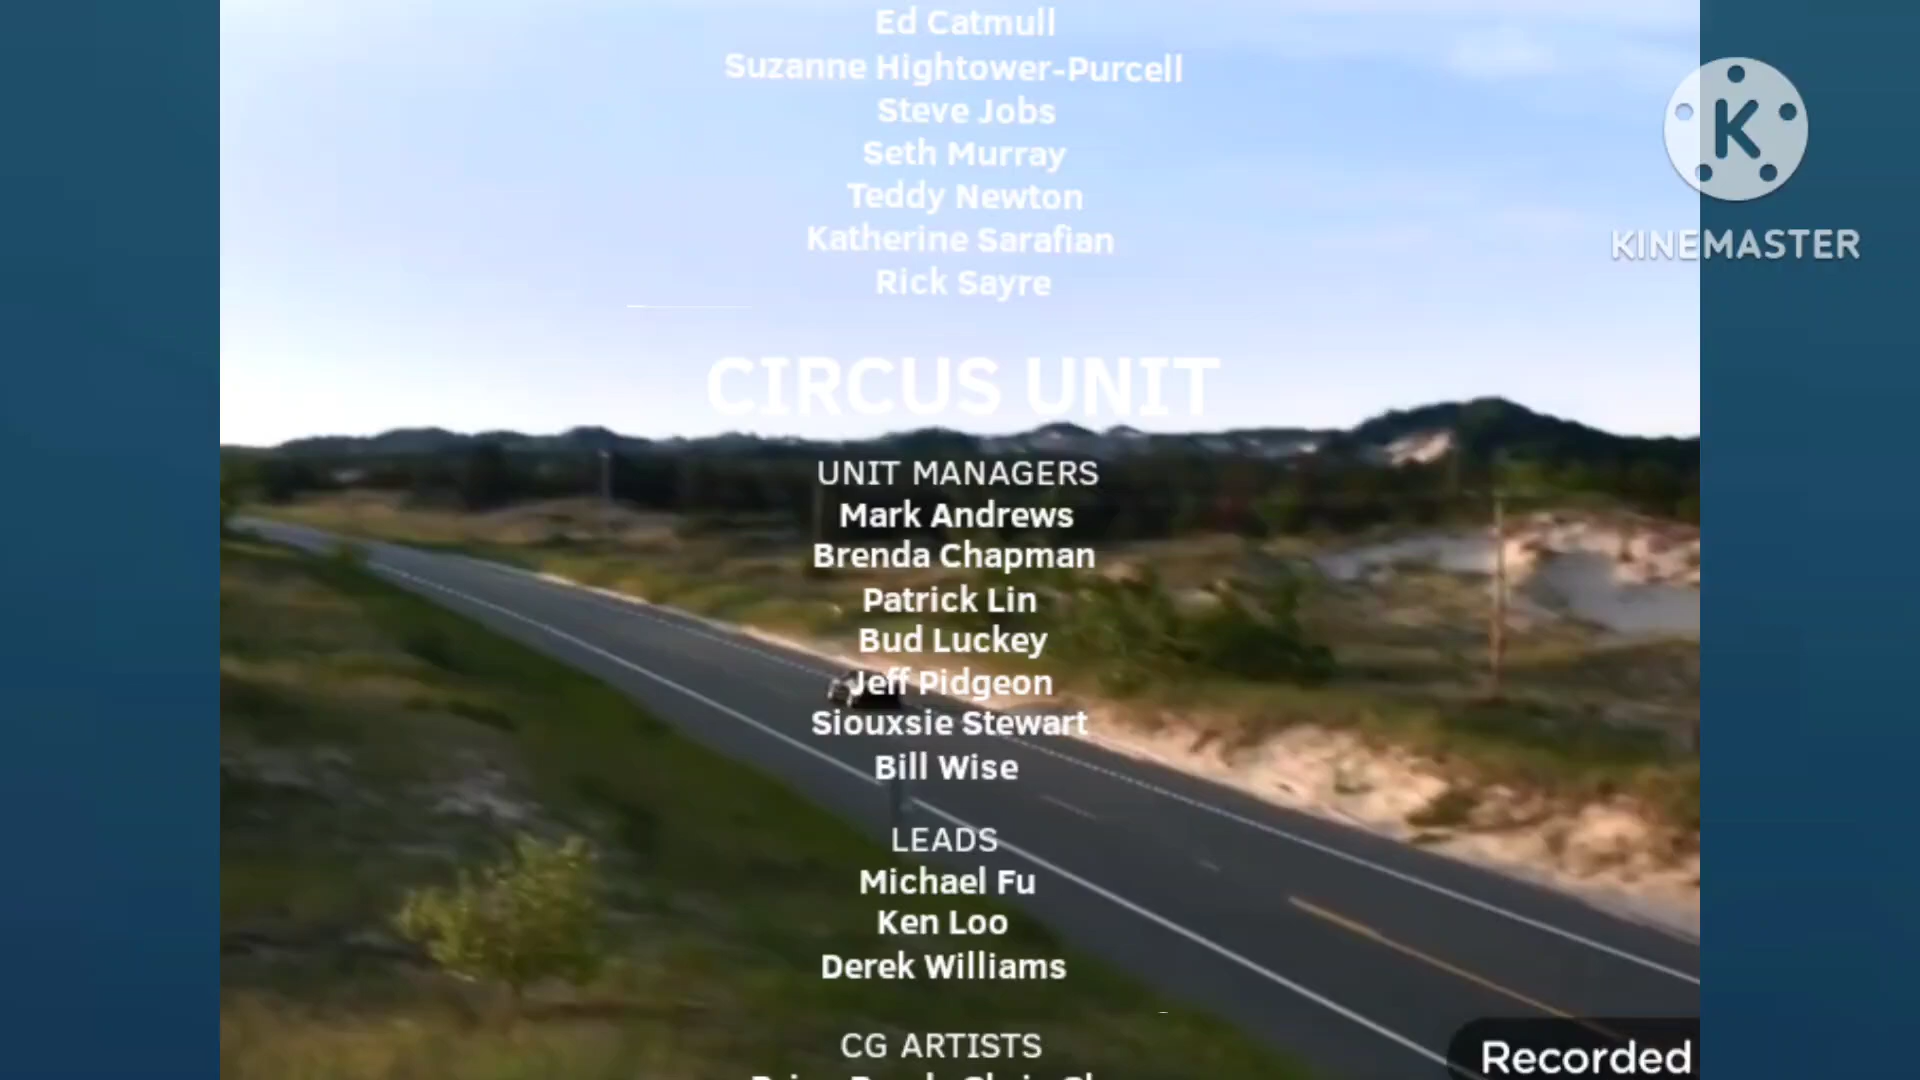 Ed Catmull
Suzanne Hightower-Purcell
Steve Jobs
Seth Murray
Teddy Newton
Katherine Sarafian
Rick Sayre
CIRCUS UNIT
UNIT MANAGERS
Mark Andrews
Brenda Chapman
Patrick Lin
Bud Luckey
Jeff Pidgeon
Siouxsie Stewart
Bill Wise
LEADS
Michael Fu
Ken Loo
Derek Williams
CG ARTISTS
K
KINEMASTER
Recorded